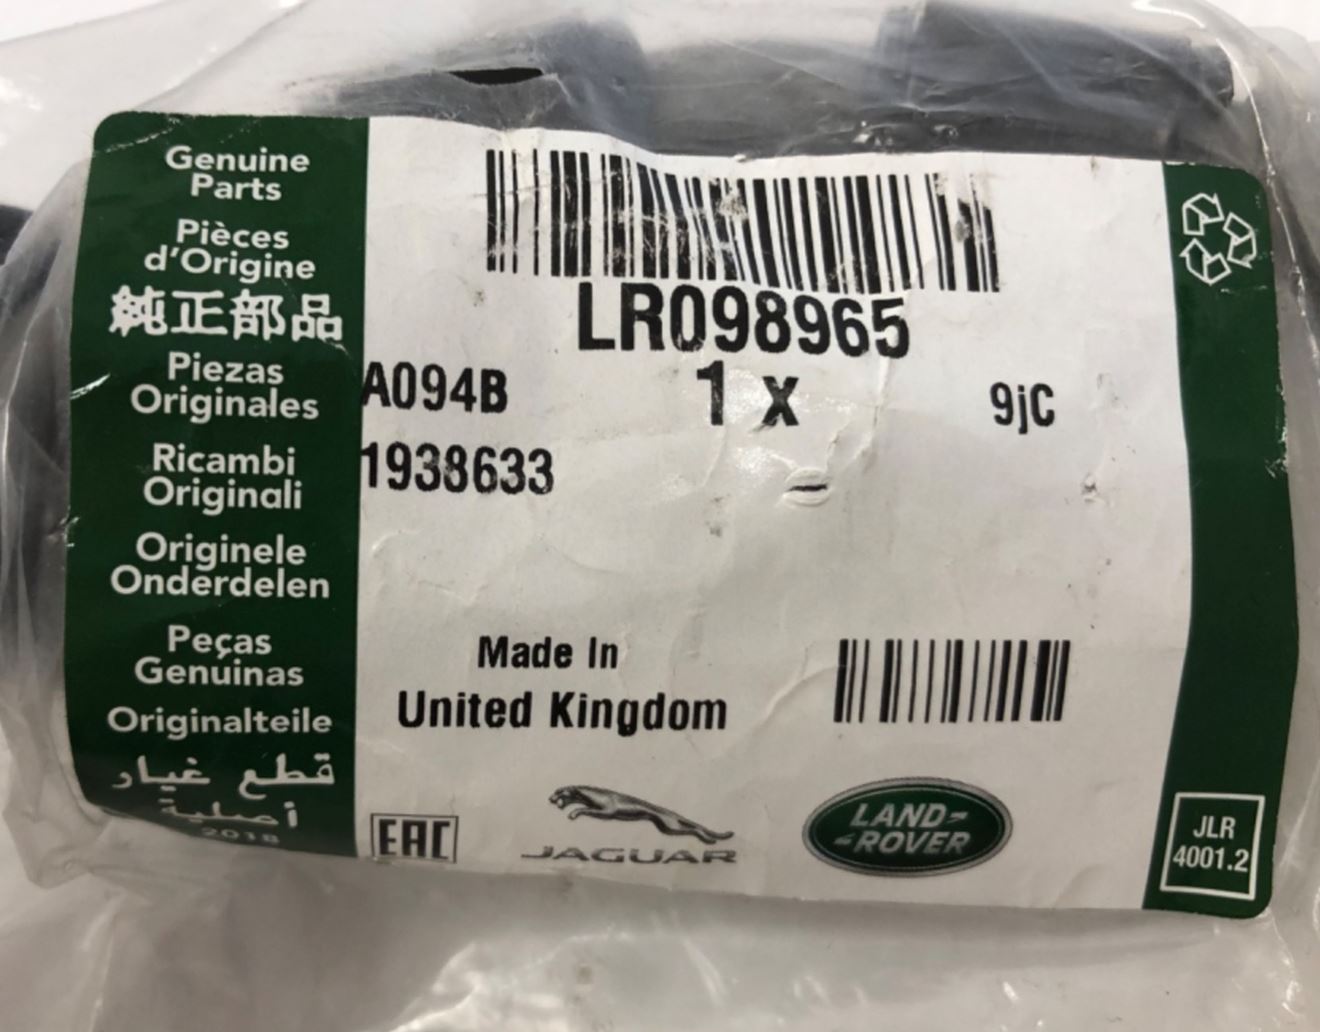 Genuine
Parts
Pièces
d'Origine
純正部品
Piezas
Originales
Ricambi
Originali
Originele
Onderdelen
Peças
Genuinas
Originalteile
قطع غيار
أصلية
2018
LR098965
A094B
1 x
9jC
1938633
Made In
United Kingdom
EAC
JAGUAR
LAND-
-ROVER
JLR
4001.2